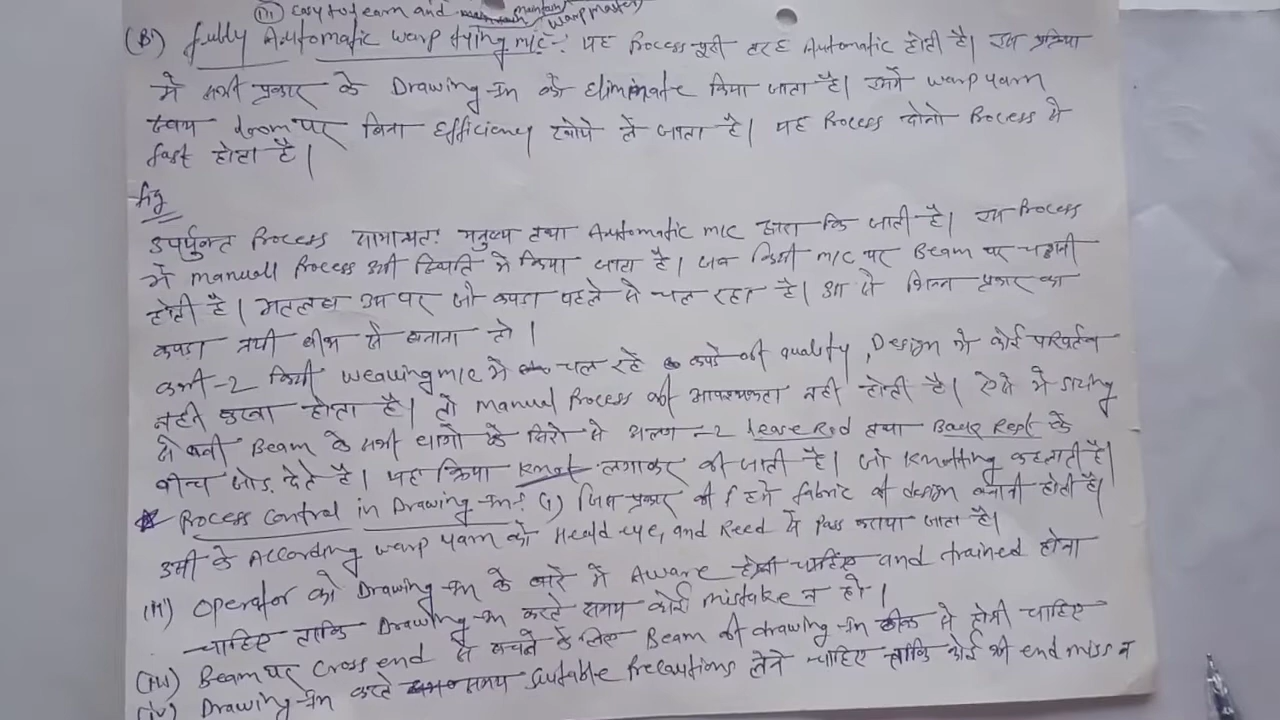 (iii) easy to learn and maintain warp master
(B) fully Automatic warp tying m/c :- यह Process पूरी तरह Automatic होती है। इस प्रक्रिया
में सभी प्रकार के Drawing-In को Eliminate किया जाता है। इसमें warp yarn
स्वयं loom पर बिना Efficiency खोये ले जाता है। यह Process दोनो Process में
fast होता है।
fig
उपर्युक्त Process सामान्यतः मनुष्य तथा Automatic m/c द्वारा कि जाती है। इस Process
में manuall Process उसी स्थिति में किया जाता है। जब किसी m/c पर Beam पर चढ़ानी
होती है। मतलब उस पर जो कपड़ा पहले से चल रहा है। उस से भिन्न प्रकार का
कपड़ा नयी बीम से बनाना हो।
कभी-2 किसी weaving m/c में चल रहे कपडे की quality, Design में कोई परिवर्तन
नहीं करना होता है। तो manual Process की आवश्यकता नहीं होती है। ऐसे में sizing
से बनी Beam के सभी धागो के सिरो से अलग-2 lease Rod तथा Back Rest के
बीच जोड़ देते है। यह क्रिया Knot लगाकर की जाती है। जो Knotting कहलाती है।
Process Control in Drawing-In :- (i) जिस प्रकार की हमे fabric की design बनानी होती है।
उसी के According warp yarn को Heald eye, and Reed में Pass कराया जाता है।
(ii) Operator को Drawing-In के बारे में Aware होना चाहिए and trained होना
चाहिए ताकि Drawing-In करते समय कोई mistake न हो।
(iii) Beam पर Cross end से बचने के लिए Beam की drawing-In ठीक से होनी चाहिए
(iv) Drawing-In करते समय Suitable Precautions लेने चाहिए ताकि कोई भी end miss न